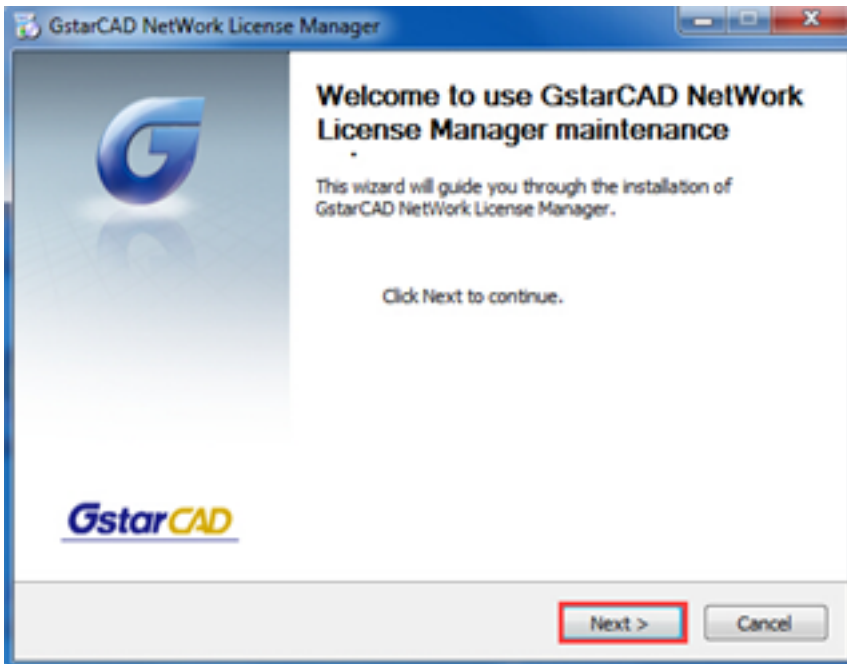 GstarCAD NetWork License Manager
Welcome to use GstarCAD NetWork
License Manager maintenance
This wizard will guide you through the installation of
GstarCAD NetWork License Manager.
Click Next to continue.
GstarCAD
Next >
Cancel